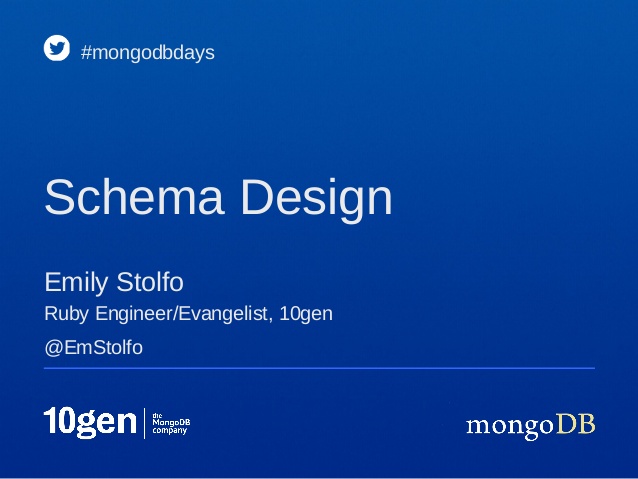 #mongodbdays
Schema Design
Emily Stolfo
Ruby Engineer/Evangelist, 10gen
@EmStolfo
10gen
the
MongoDB
company
mongoDB